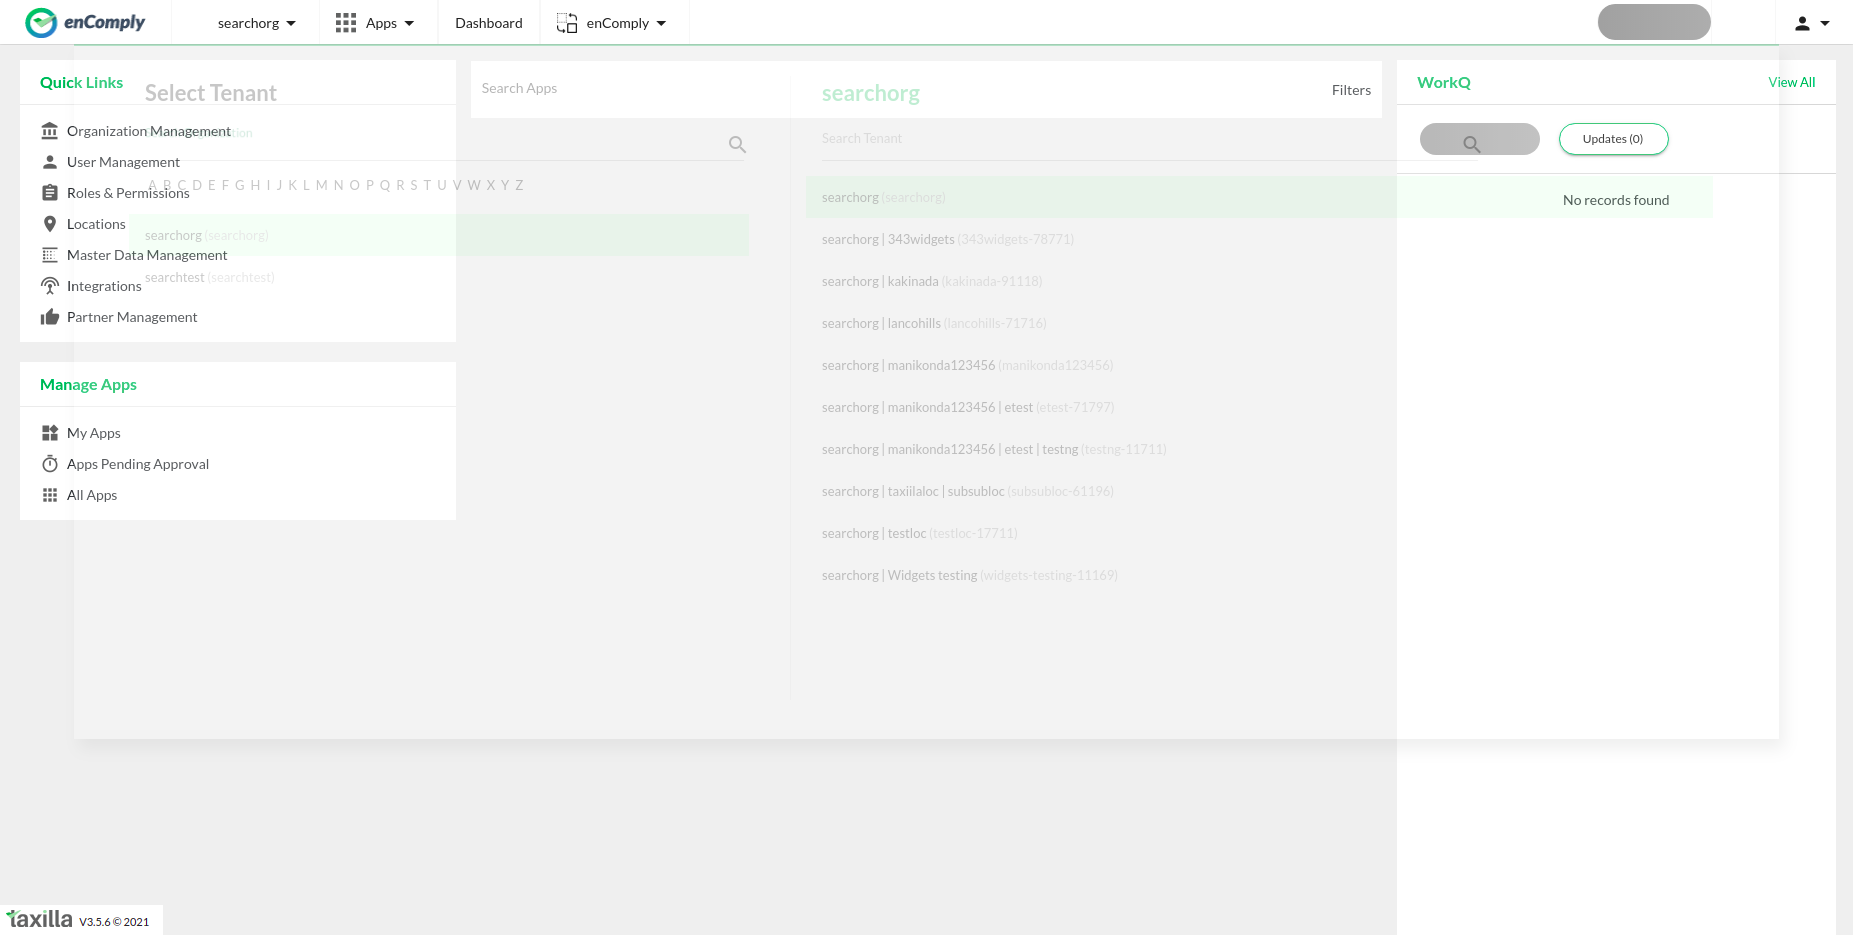 enComply
searchorg
Apps
Dashboard
enComply
Quick Links
Organization Management
User Management
Roles & Permissions
Locations
Master Data Management
Integrations
Partner Management
Manage Apps
My Apps
Apps Pending Approval
All Apps
Select Tenant
A B C D E F G H I J K L M N O P Q R S T U V W X Y Z
searchorg (searchorg)
searchtest (searchtest)
Search Apps
Filters
searchorg
Search Tenant
searchorg (searchorg)
searchorg | 343widgets (343widgets-78771)
searchorg | kakinada (kakinada-91118)
searchorg | lancohills (lancohills-71716)
searchorg | manikonda123456 (manikonda123456)
searchorg | manikonda123456 | etest (etest-71797)
searchorg | manikonda123456 | etest | testng (testng-11711)
searchorg | taxiilaloc | subsubloc (subsubloc-61196)
searchorg | testloc (testloc-17711)
searchorg | Widgets testing (widgets-testing-11169)
WorkQ
View All
Updates (0)
No records found
taxilla V3.5.6 © 2021